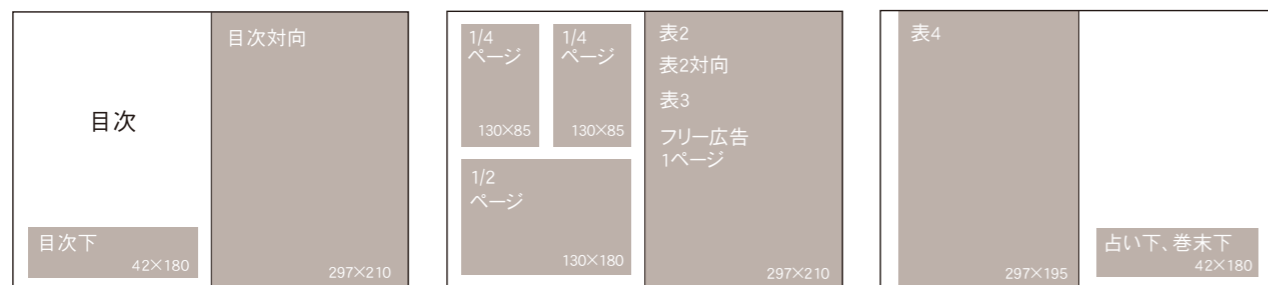 目次
目次下
42×180
目次対向
297×210
1/4
ページ
130×85
1/4
ページ
130×85
1/2
ページ
130×180
表2
表2対向
表3
フリー広告
1ページ
297×210
表4
297×195
占い下、巻末下
42×180